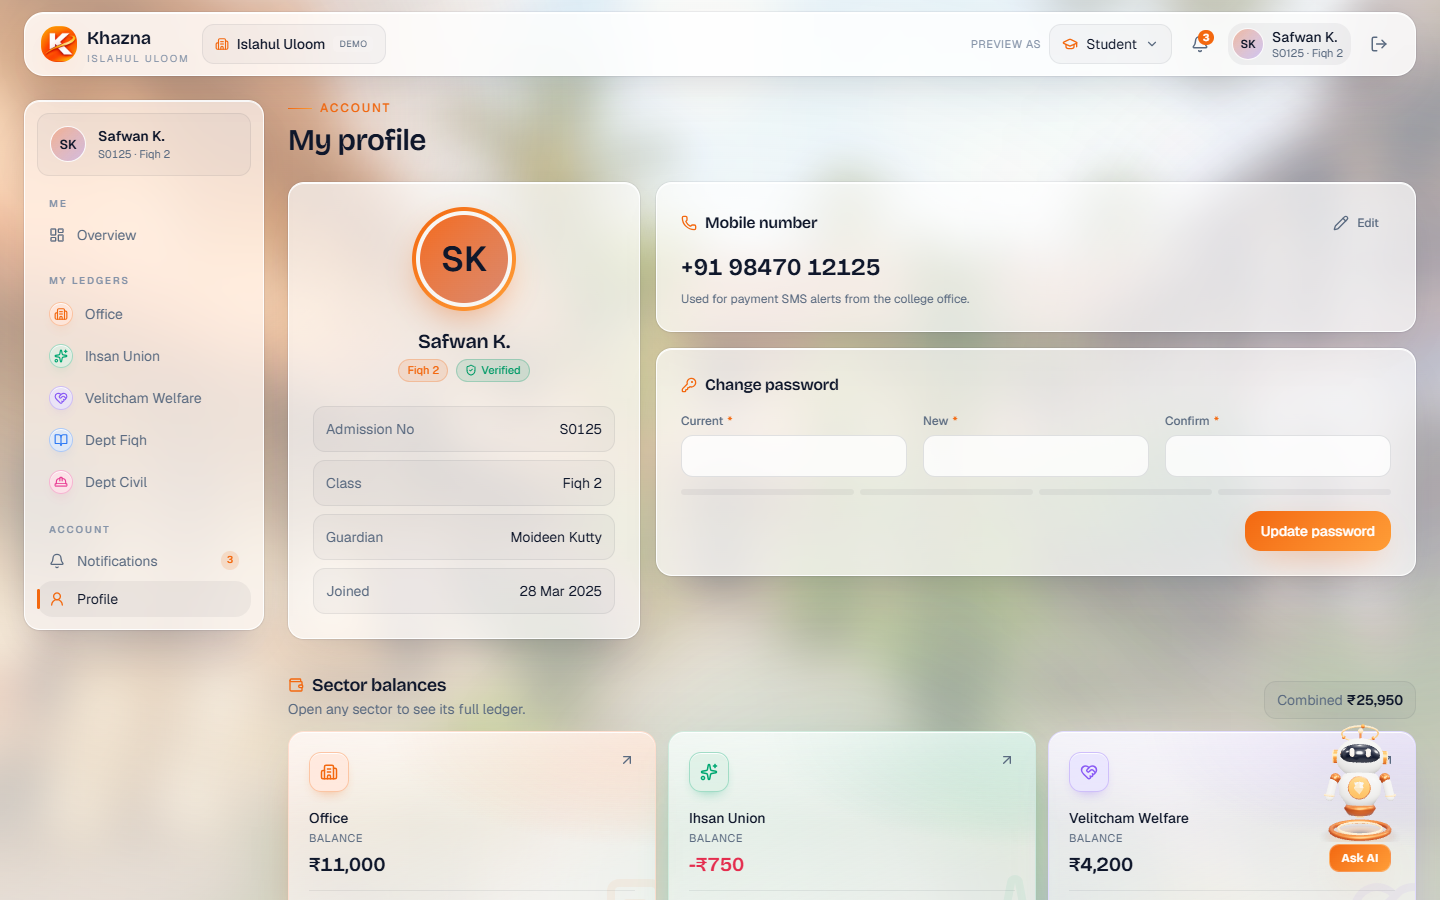 Khazna
ISLAHUL ULOOM
Islahul Uloom DEMO
PREVIEW AS
Student
3
SK
Safwan K.
S0125 · Fiqh 2
SK
Safwan K.
S0125 · Fiqh 2
ME
Overview
MY LEDGERS
Office
Ihsan Union
Velitcham Welfare
Dept Fiqh
Dept Civil
ACCOUNT
Notifications 3
Profile
ACCOUNT
My profile
SK
Safwan K.
Fiqh 2 Verified
Admission No S0125
Class Fiqh 2
Guardian Moideen Kutty
Joined 28 Mar 2025
Mobile number
Edit
+91 98470 12125
Used for payment SMS alerts from the college office.
Change password
Current * New * Confirm *
Update password
Sector balances
Open any sector to see its full ledger.
Combined ₹25,950
Office
BALANCE
₹11,000
Ihsan Union
BALANCE
-₹750
Velitcham Welfare
BALANCE
₹4,200
Ask AI